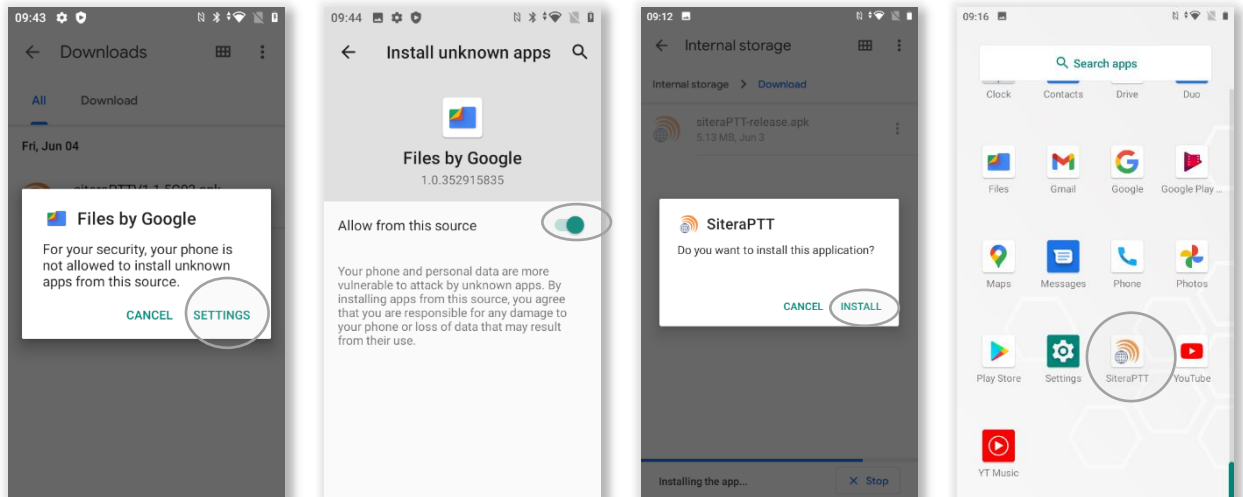 09:43
Downloads
All Download
Fri, Jun 04
Files by Google
For your security, your phone is
not allowed to install unknown
apps from this source.
CANCEL SETTINGS
09:44
Install unknown apps
Files by Google
1.0.352915835
Allow from this source
Your phone and personal data are more
vulnerable to attack by unknown apps. By
installing apps from this source, you agree
that you are responsible for any damage to
your phone or loss of data that may result
from their use.
09:12
Internal storage
Internal storage > Download
siteraPTT-release.apk
5.13 MB, Jun 3
SiteraPTT
Do you want to install this application?
CANCEL INSTALL
Installing the app...
X Stop
09:16
Search apps
Clock Contacts Drive Duo
Files Gmail Google Google Play ...
Maps Messages Phone Photos
Play Store Settings SiteraPTT YouTube
YT Music